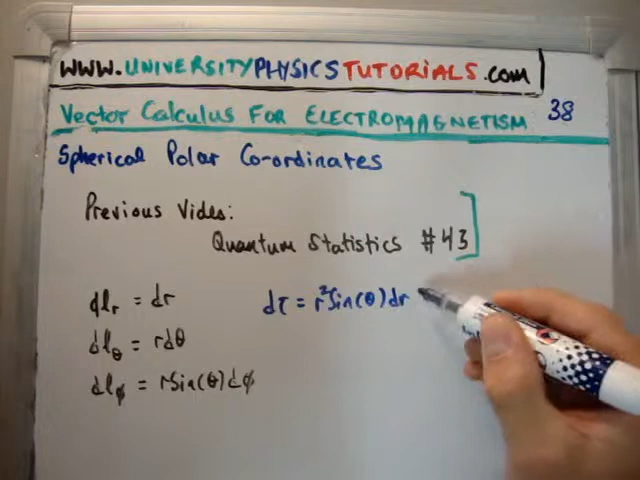 WWW.UNIVERSITYPHYSICSTUTORIALS.com
Vector Calculus FOR ELECTROMAGNETISM 38
Spherical Polar Co-ordinates
Previous Video:
Quantum Statistics #43
dl_r = dr
dτ = r²Sin(θ)dr
dl_θ = rdθ
dl_φ = rSin(θ)dφ